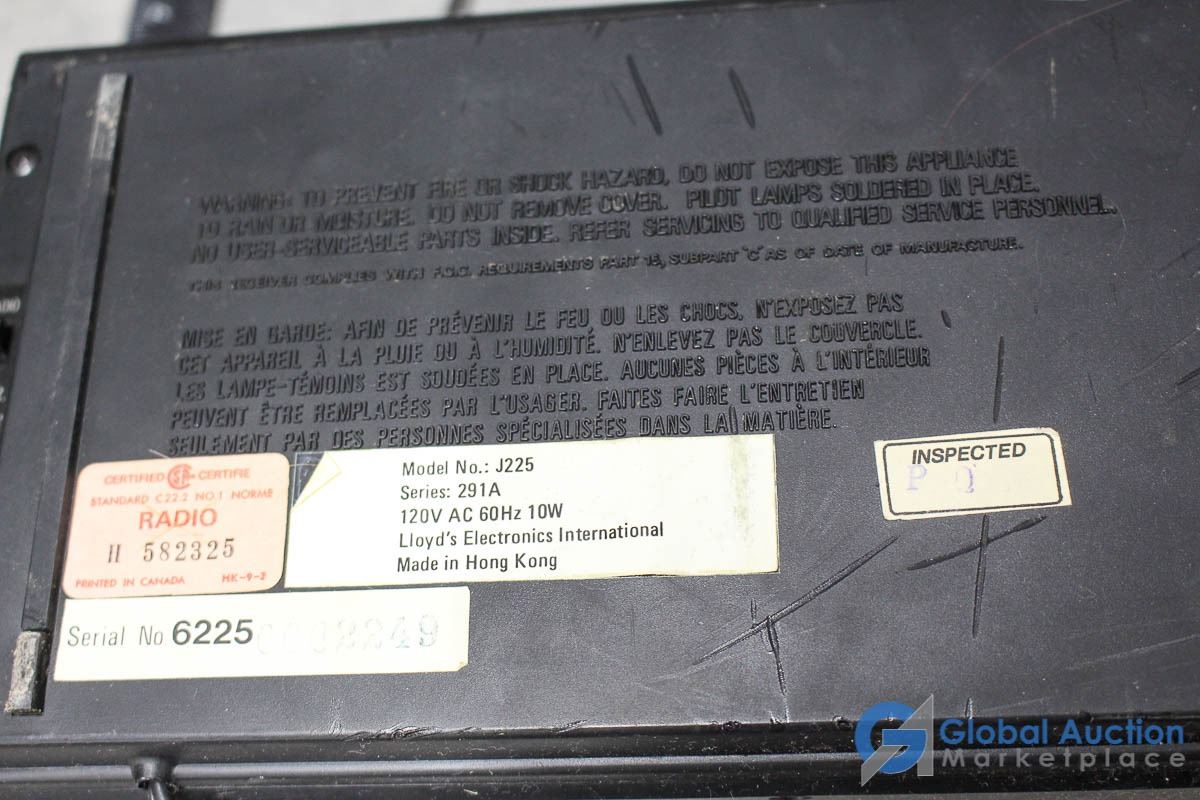 WARNING: TO PREVENT FIRE OR SHOCK HAZARD, DO NOT EXPOSE THIS APPLIANCE
TO RAIN OR MOISTURE. DO NOT REMOVE COVER. PILOT LAMPS SOLDERED IN PLACE.
NO USER-SERVICEABLE PARTS INSIDE. REFER SERVICING TO QUALIFIED SERVICE PERSONNEL.
THIS RECEIVER COMPLIES WITH F.C.C. REQUIREMENTS PART 15, SUBPART "C" AS OF DATE OF MANUFACTURE.
MISE EN GARDE: AFIN DE PRÉVENIR LE FEU OU LES CHOCS, N'EXPOSEZ PAS
CET APPAREIL À LA PLUIE OU À L'HUMIDITÉ. N'ENLEVEZ PAS LE COUVERCLE.
LES LAMPE-TÉMOINS EST SOUDÉES EN PLACE. AUCUNES PIÈCES À L'INTÉRIEUR
PEUVENT ÊTRE REMPLACÉES PAR L'USAGER. FAITES FAIRE L'ENTRETIEN
SEULEMENT PAR DES PERSONNES SPÉCIALISÉES DANS LA MATIÈRE.
CERTIFIED CERTIFIE
STANDARD C22.2 NO.1 NORME
RADIO
H 582325
PRINTED IN CANADA HK-9-2
Model No.: J225
Series: 291A
120V AC 60Hz 10W
Lloyd's Electronics International
Made in Hong Kong
INSPECTED
P Q
Serial No 6225 0002249
Global Auction
Marketplace